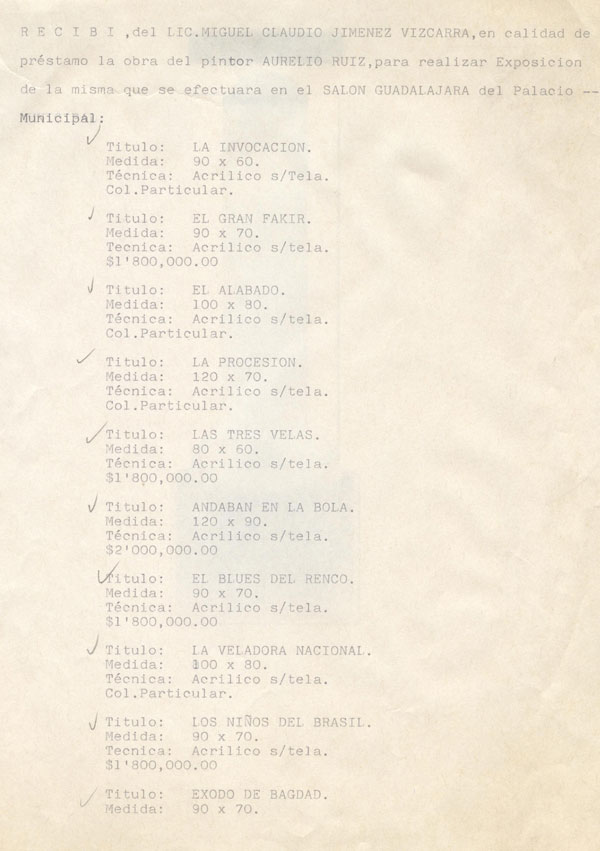 R E C I B I ,del LIC.MIGUEL CLAUDIO JIMENEZ VIZCARRA,en calidad de
préstamo la obra del pintor AURELIO RUIZ,para realizar Exposicion
de la misma que se efectuara en el SALON GUADALAJARA del Palacio --
Municipal:
Titulo: LA INVOCACION.
Medida: 90 x 60.
Técnica: Acrilico s/Tela.
Col.Particular.
Titulo: EL GRAN FAKIR.
Medida: 90 x 70.
Tecnica: Acrilico s/tela.
$1'800,000.00
Titulo: EL ALABADO.
Medida: 100 x 80.
Técnica: Acrilico s/tela.
Col.Particular.
Titulo: LA PROCESION.
Medida: 120 x 70.
Técnica: Acrilico s/tela.
Col.Particular.
Titulo: LAS TRES VELAS.
Medida: 80 x 60.
Técnica: Acrilico s/tela.
$1'800,000.00
Titulo: ANDABAN EN LA BOLA.
Medida: 120 x 90.
Técnica: Acrilico s/tela.
$2'000,000.00
Titulo: EL BLUES DEL RENCO.
Medida: 90 x 70.
Técnica: Acrilico s/tela.
$1'800,000.00
Titulo: LA VELADORA NACIONAL.
Medida: 100 x 80.
Técnica: Acrilico s/tela.
Col.Particular.
Titulo: LOS NIÑOS DEL BRASIL.
Medida: 90 x 70.
Tecnica: Acrilico s/tela.
$1'800,000.00
Titulo: EXODO DE BAGDAD.
Medida: 90 x 70.